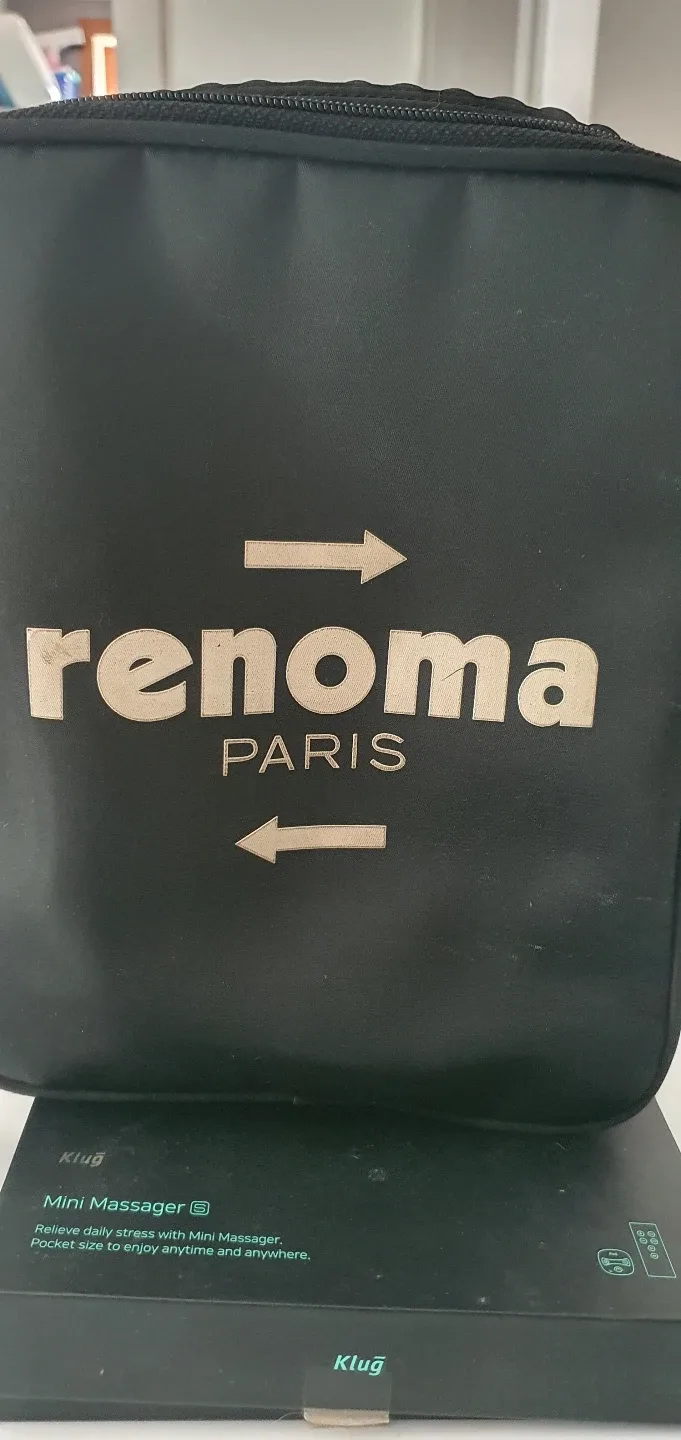 renoma
PARIS
Klug̅
Mini Massager S
Relieve daily stress with Mini Massager.
Pocket size to enjoy anytime and anywhere.
Klug̅